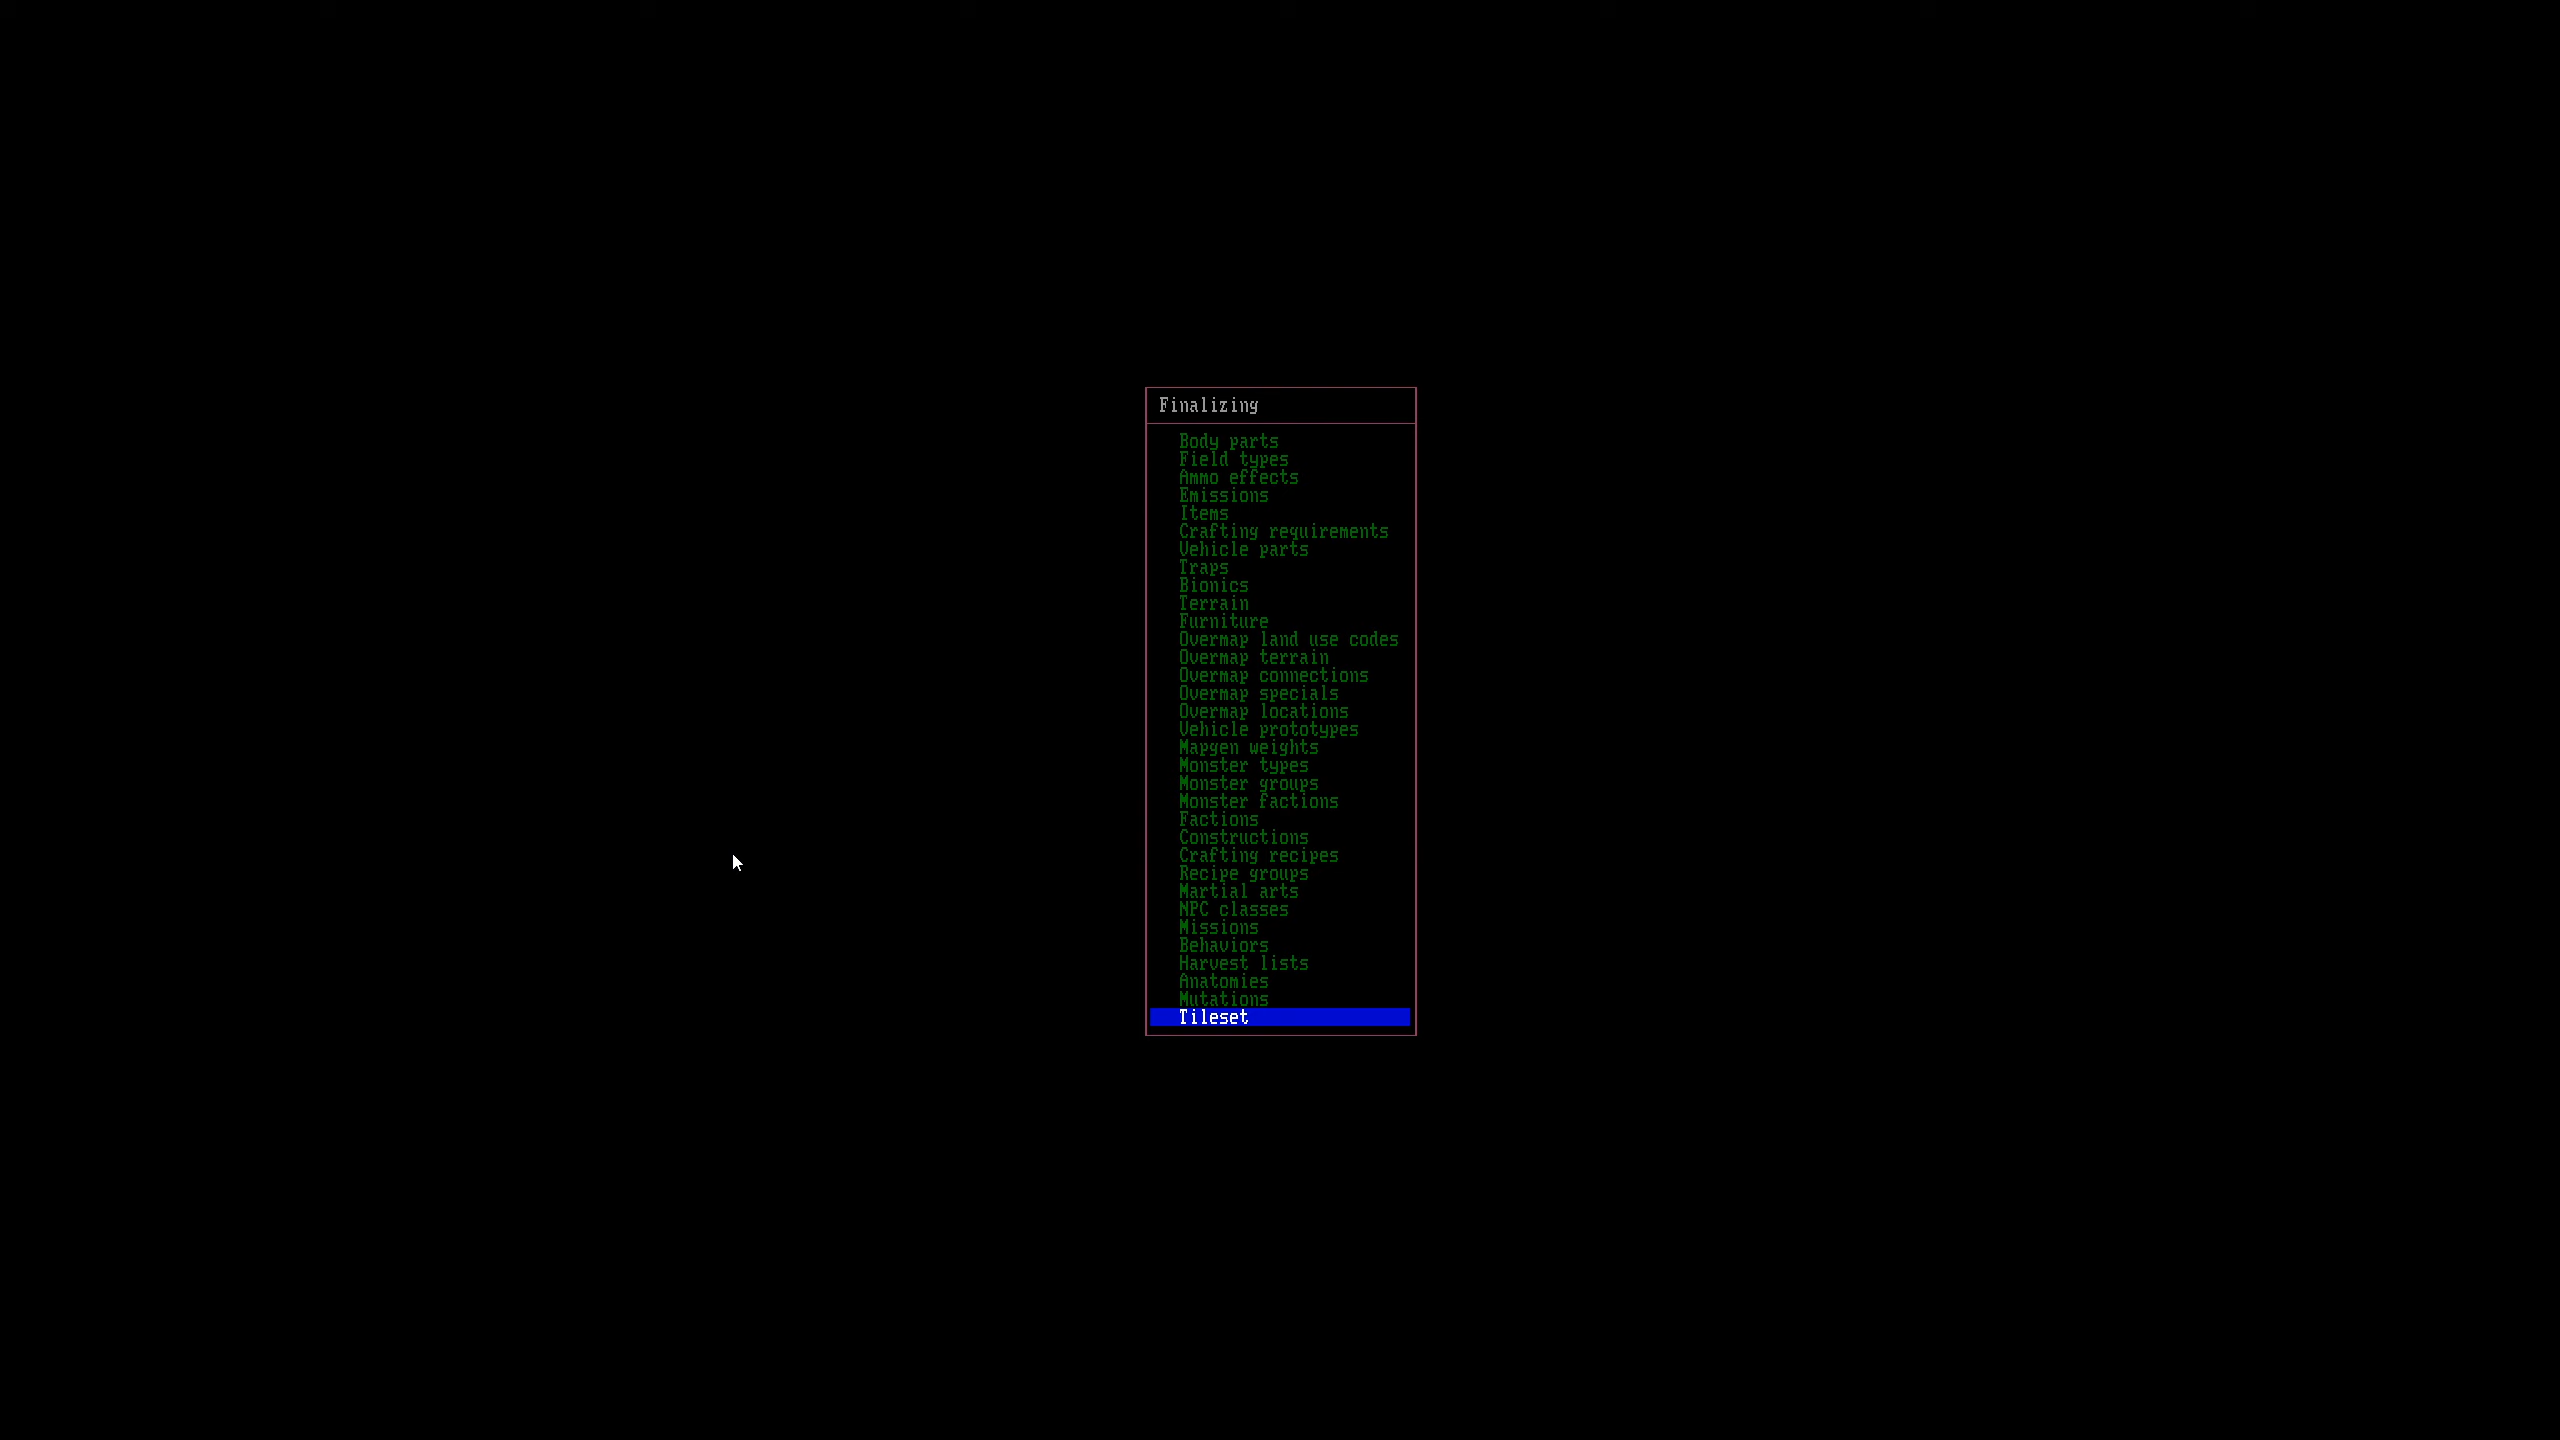 Finalizing
Body parts
Field types
Ammo effects
Emissions
Items
Crafting requirements
Vehicle parts
Traps
Bionics
Terrain
Furniture
Overmap land use codes
Overmap terrain
Overmap connections
Overmap specials
Overmap locations
Vehicle prototypes
Mapgen weights
Monster types
Monster groups
Monster factions
Factions
Constructions
Crafting recipes
Recipe groups
Martial arts
NPC classes
Missions
Behaviors
Harvest lists
Anatomies
Mutations
Tileset